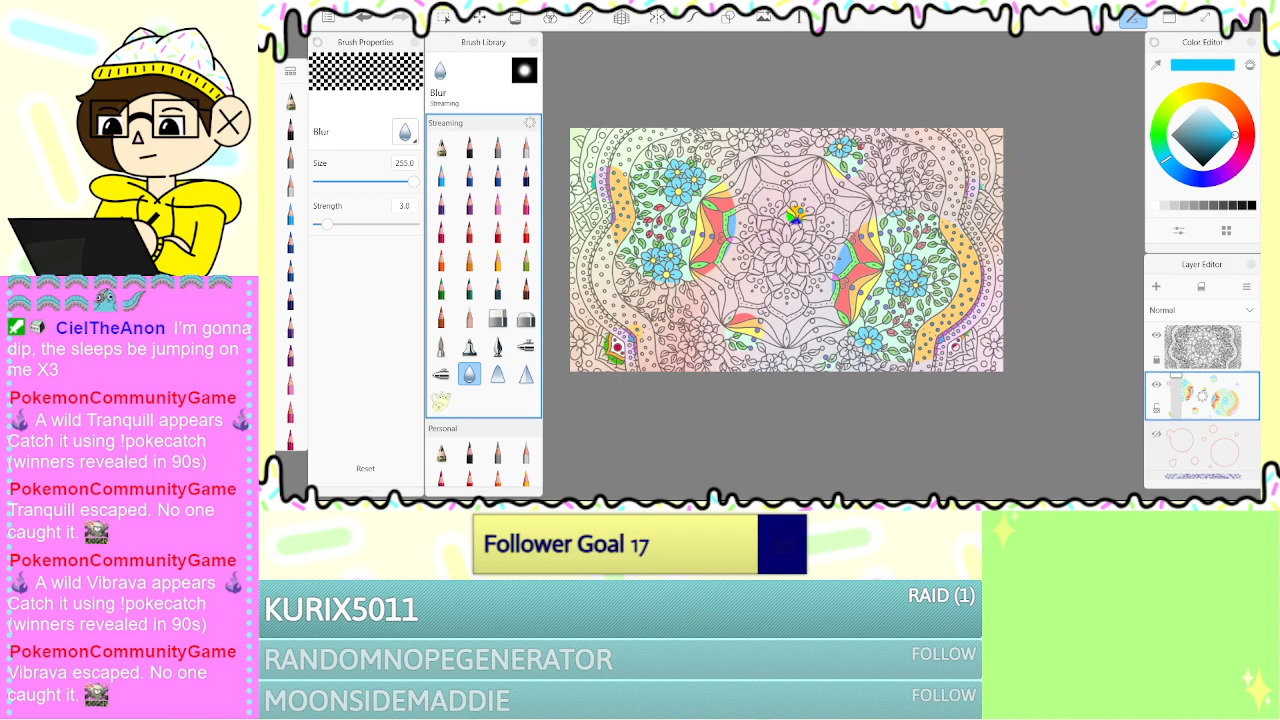 Brush Properties
Blur
Size
255.0
Strength
3.0
Reset
Brush Library
Blur
Streaming
Streaming
Personal
Color Editor
Layer Editor
Normal
CielTheAnon I'm gonna
dip, the sleeps be jumping on
me X3
PokemonCommunityGame
A wild Tranquill appears
Catch it using !pokecatch
(winners revealed in 90s)
PokemonCommunityGame
Tranquill escaped. No one
caught it.
PokemonCommunityGame
A wild Vibrava appears
Catch it using !pokecatch
(winners revealed in 90s)
PokemonCommunityGame
Vibrava escaped. No one
caught it.
Follower Goal 17
KURIX5011
RAID (1)
RANDOMNOPEGENERATOR
FOLLOW
MOONSIDEMADDIE
FOLLOW